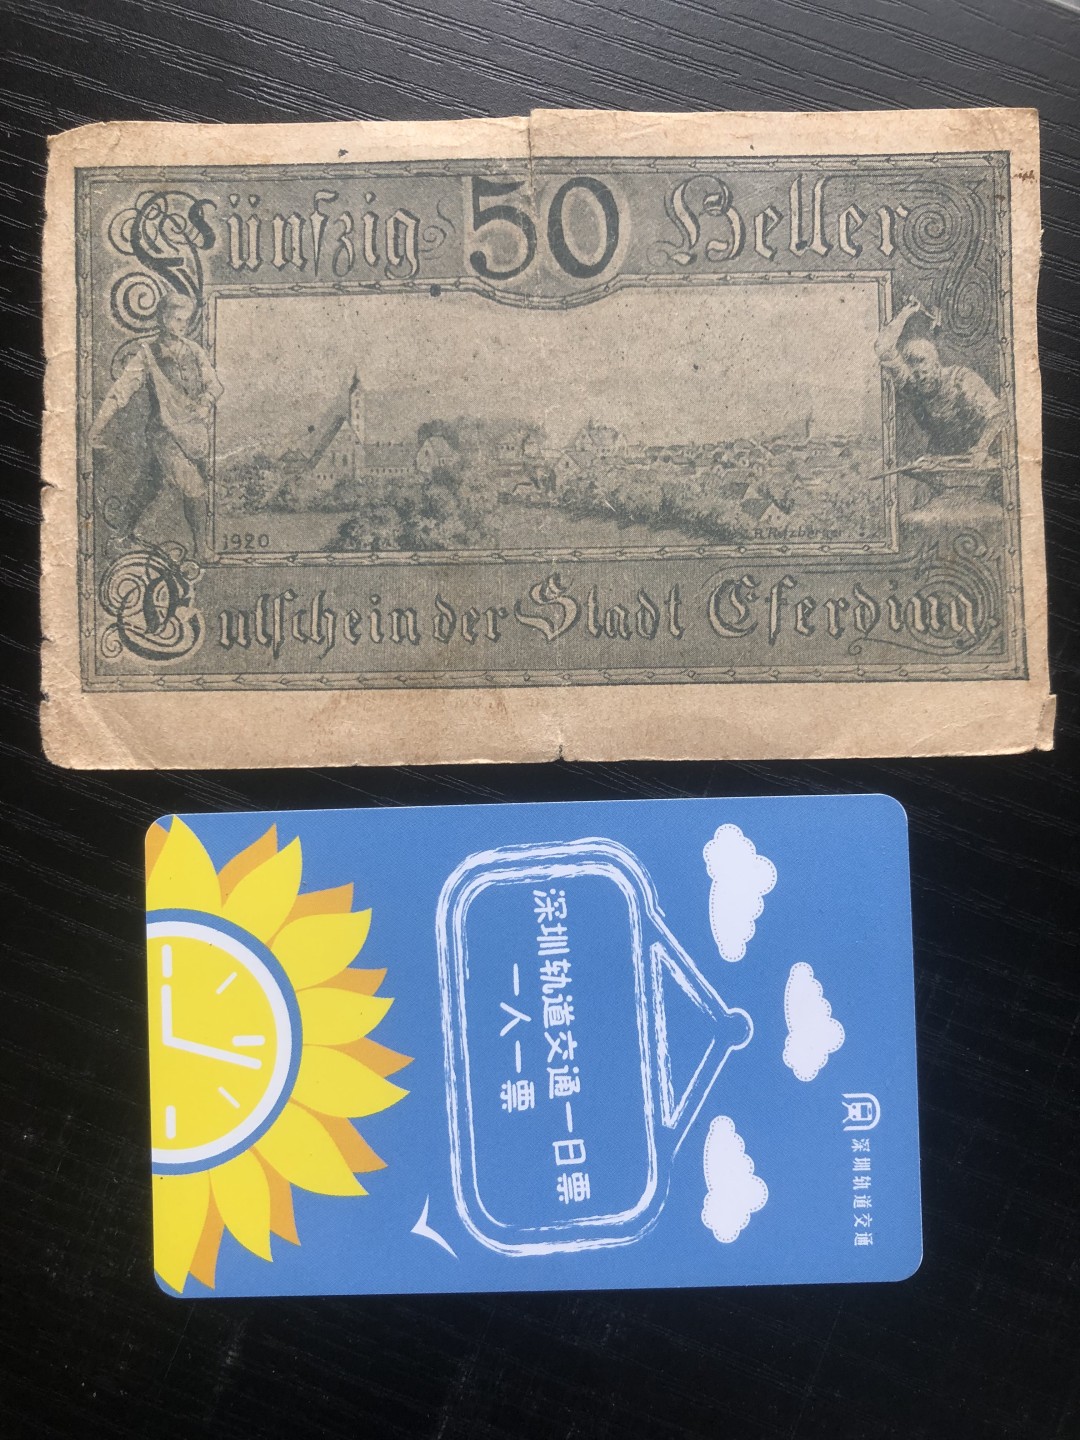 Fünfzig 50 Heller
1920
R. Retzberger
Gutschein der Stadt Eferding.
深圳轨道交通
深圳轨道交通一日票
一人一票